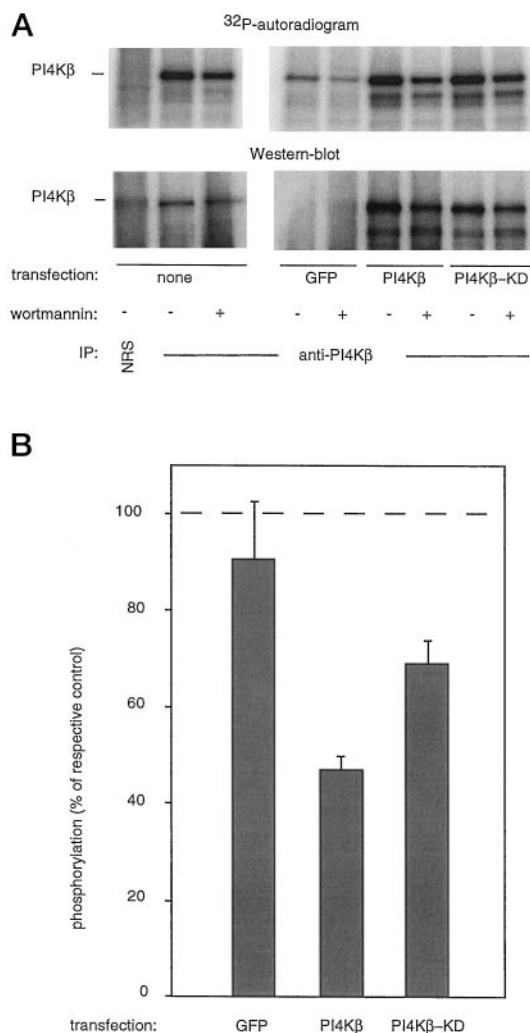 A
³²P-autoradiogram
PI4Kβ –
Western-blot
PI4Kβ –
transfection: none GFP PI4Kβ PI4Kβ–KD
wortmannin: - - + - + - + - +
IP: NRS anti-PI4Kβ
B
phosphorylation (% of respective control)
100
80
60
40
20
0
transfection: GFP PI4Kβ PI4Kβ–KD